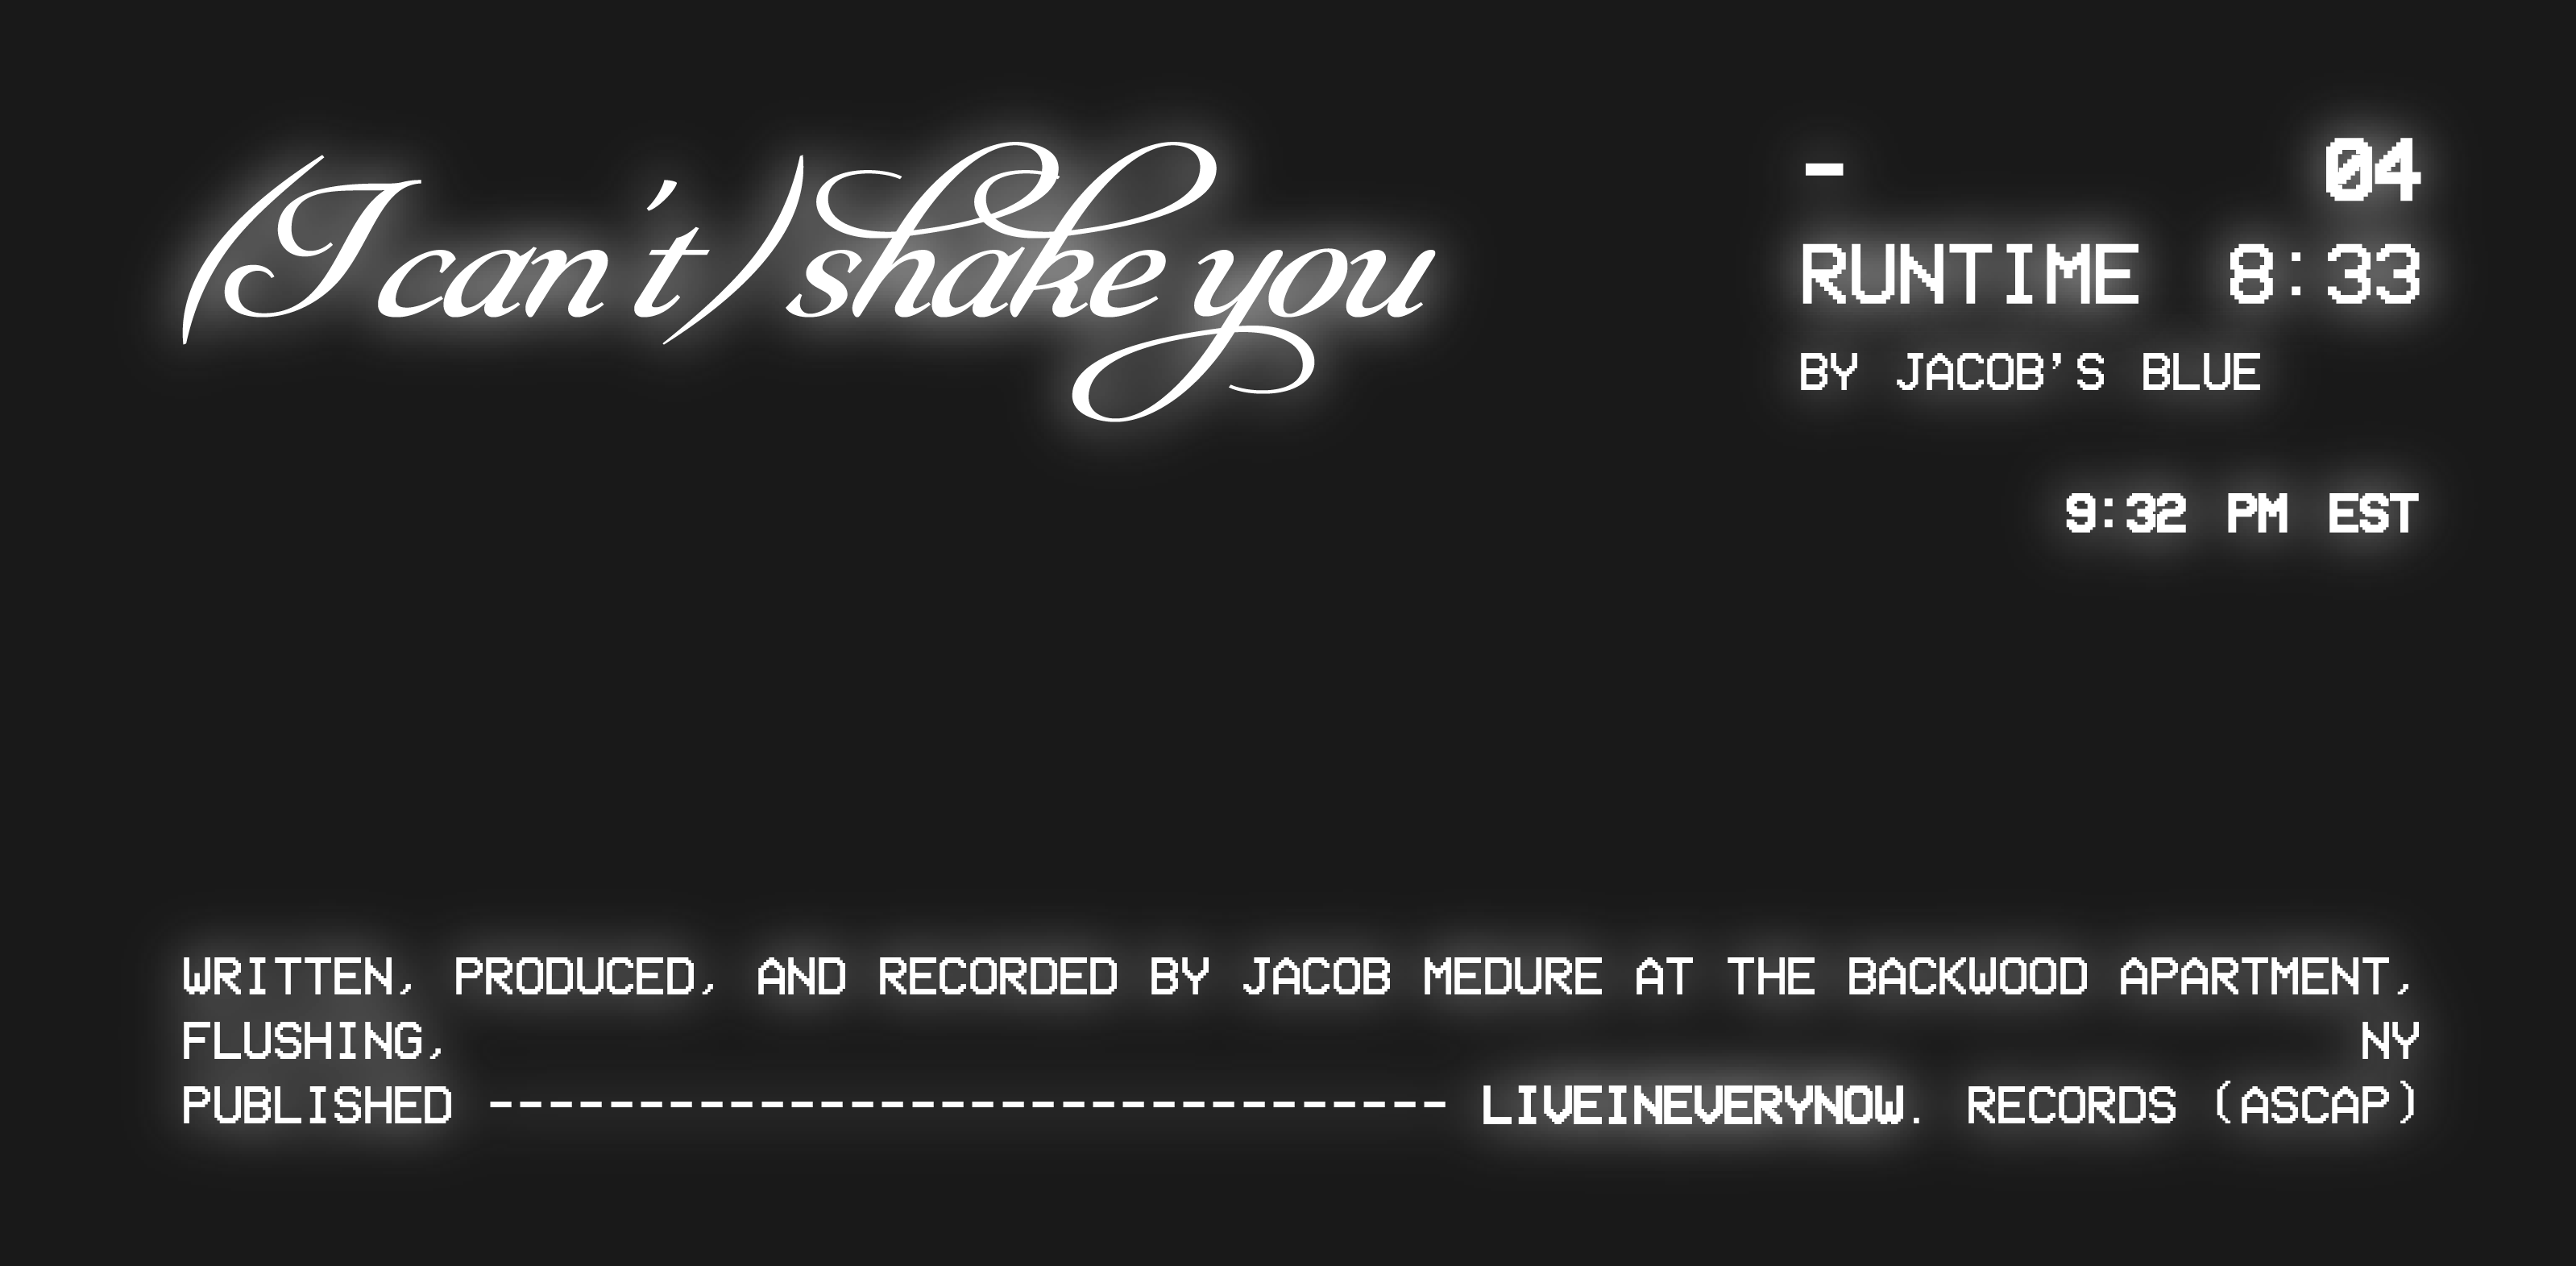 (I can't) shake you
- 04
RUNTIME 8:33
BY JACOB'S BLUE
9:32 PM EST
WRITTEN, PRODUCED, AND RECORDED BY JACOB MEDURE AT THE BACKWOOD APARTMENT,
FLUSHING, NY
PUBLISHED -------------------------------- LIVEINEVERYNOW. RECORDS (ASCAP)